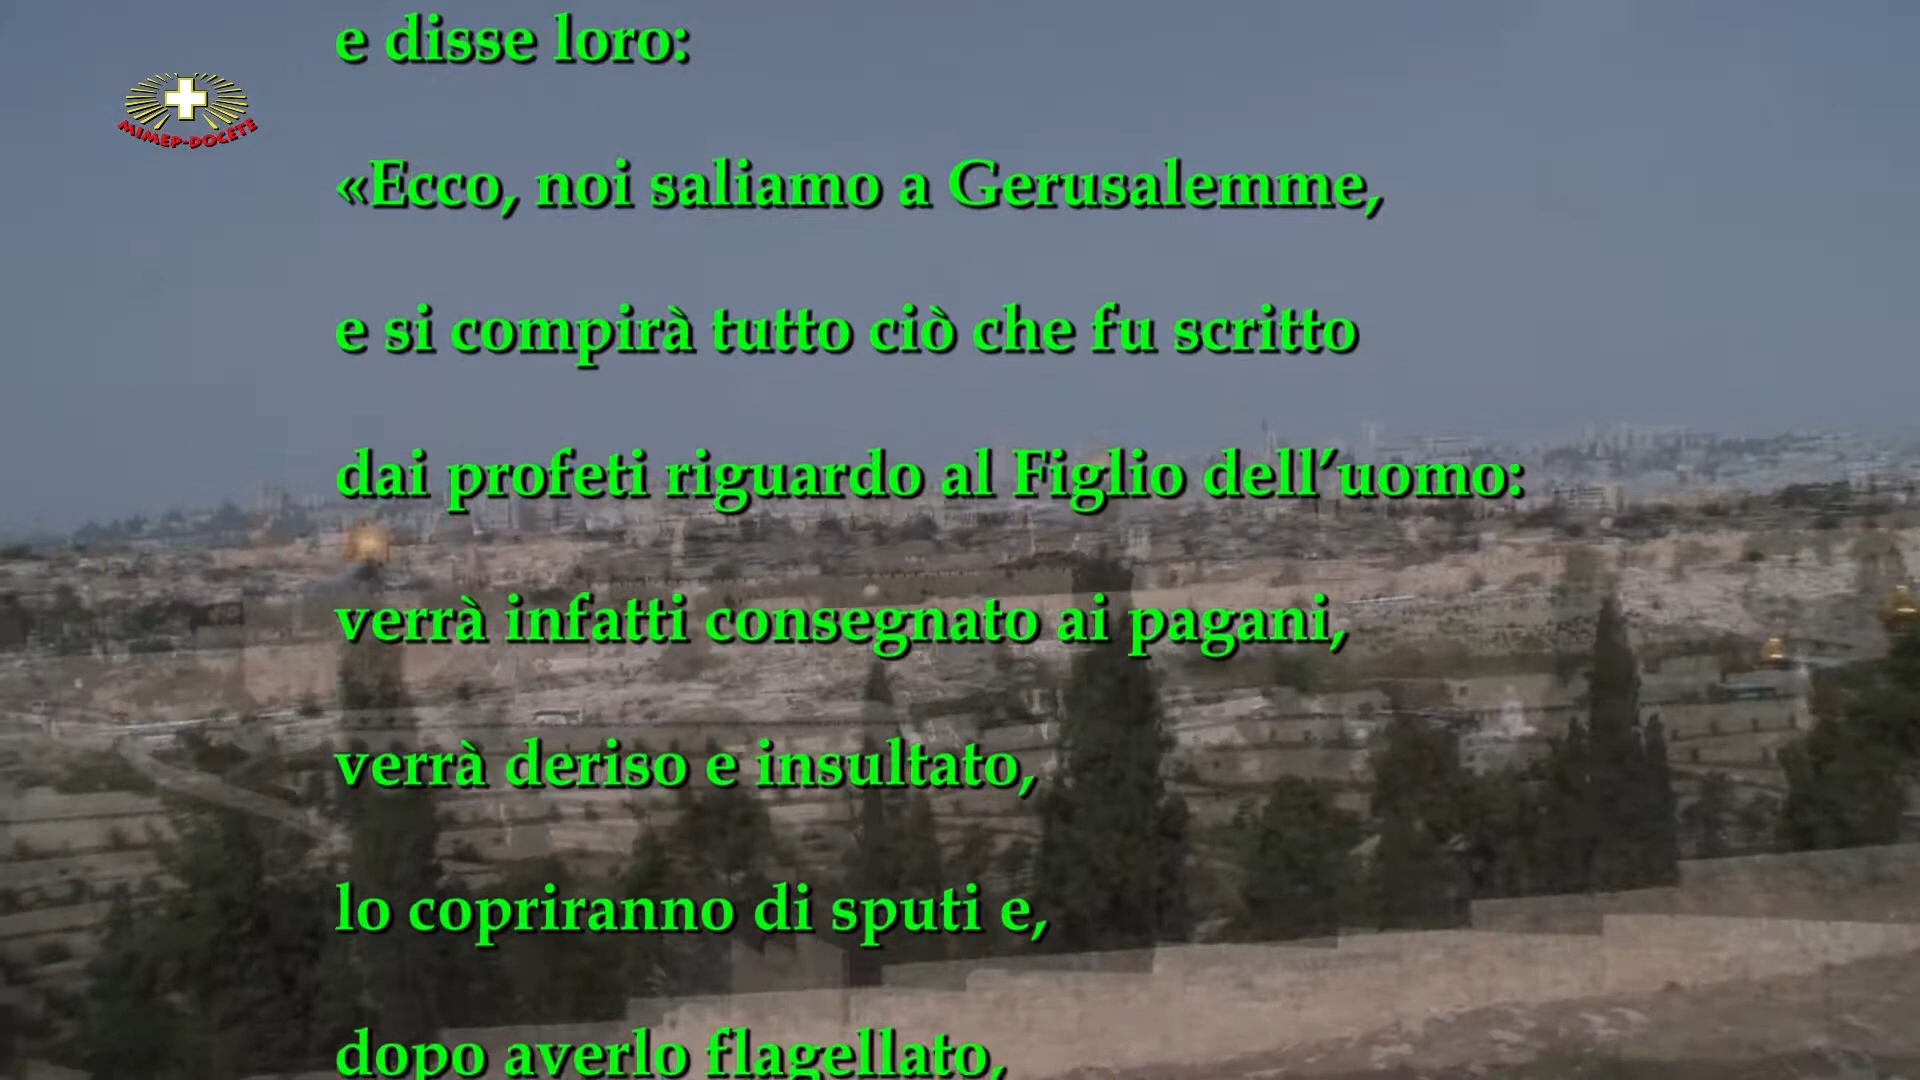 e disse loro:
MIMEP-DOCETE
«Ecco, noi saliamo a Gerusalemme,
e si compirà tutto ciò che fu scritto
dai profeti riguardo al Figlio dell’uomo:
verrà infatti consegnato ai pagani,
verrà deriso e insultato,
lo copriranno di sputi e,
dopo averlo flagellato,